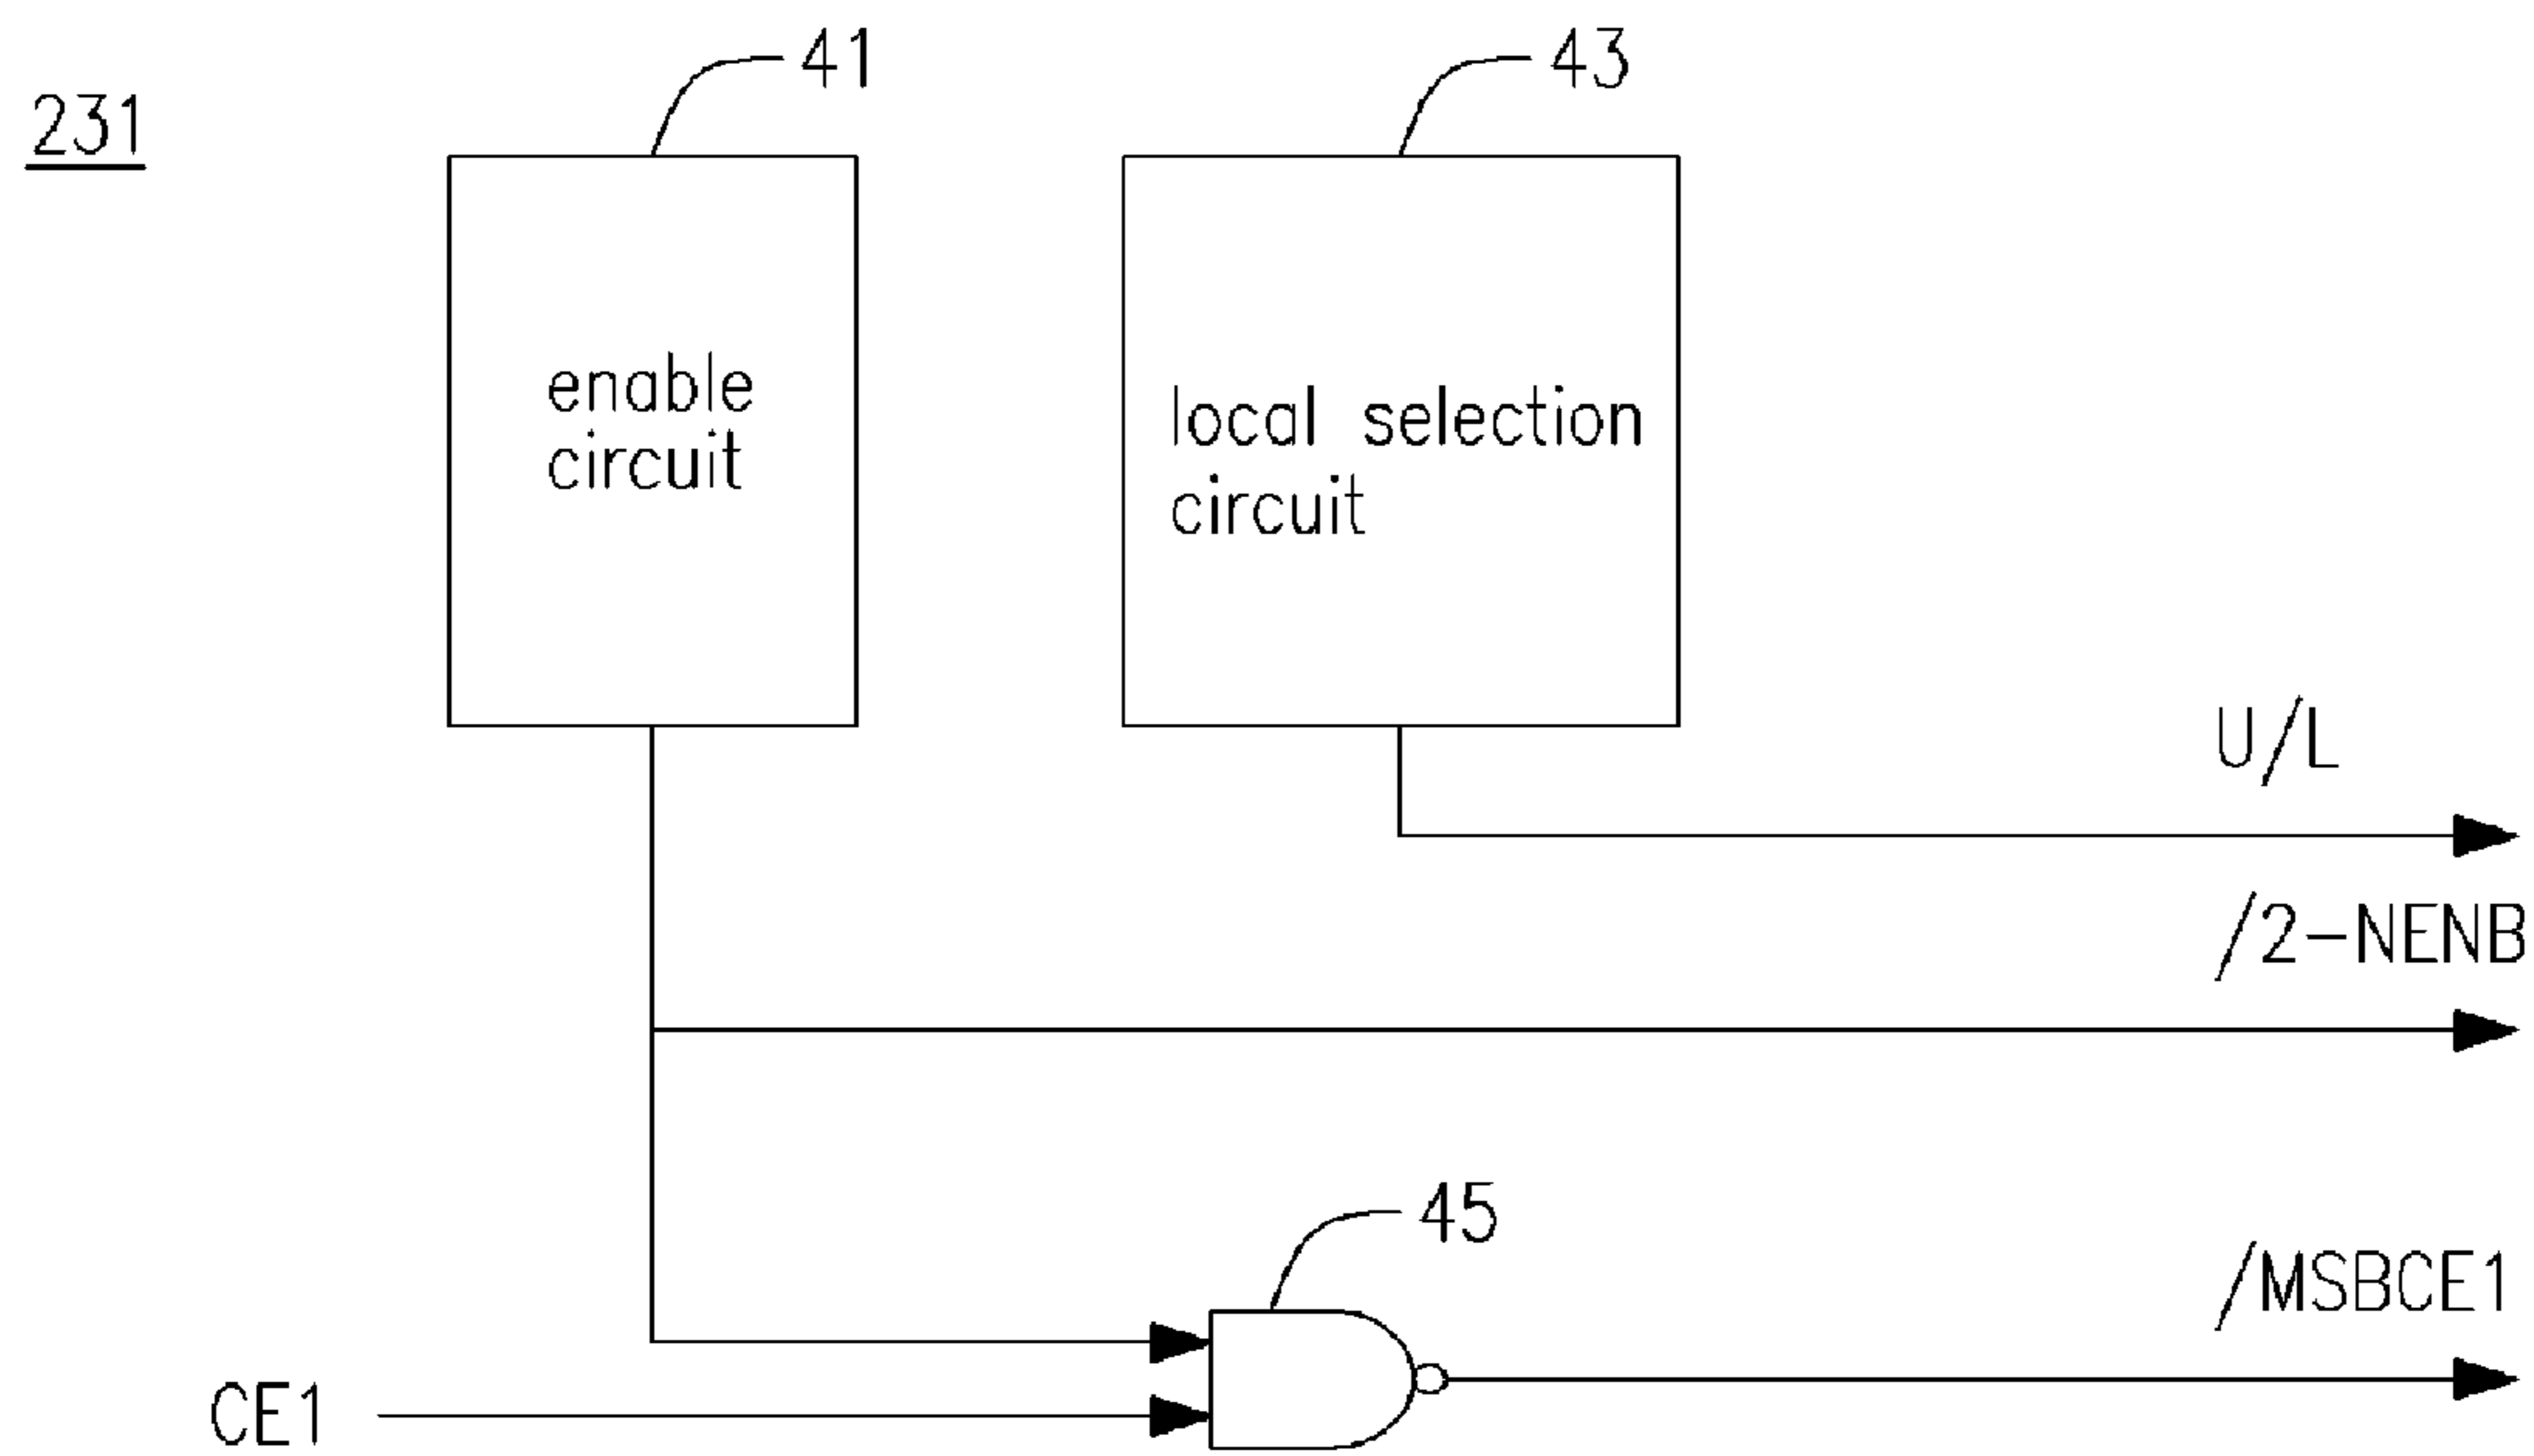 231
41
43
enable
circuit
local selection
circuit
U/L
/2-NENB
45
/MSBCE1
CE1